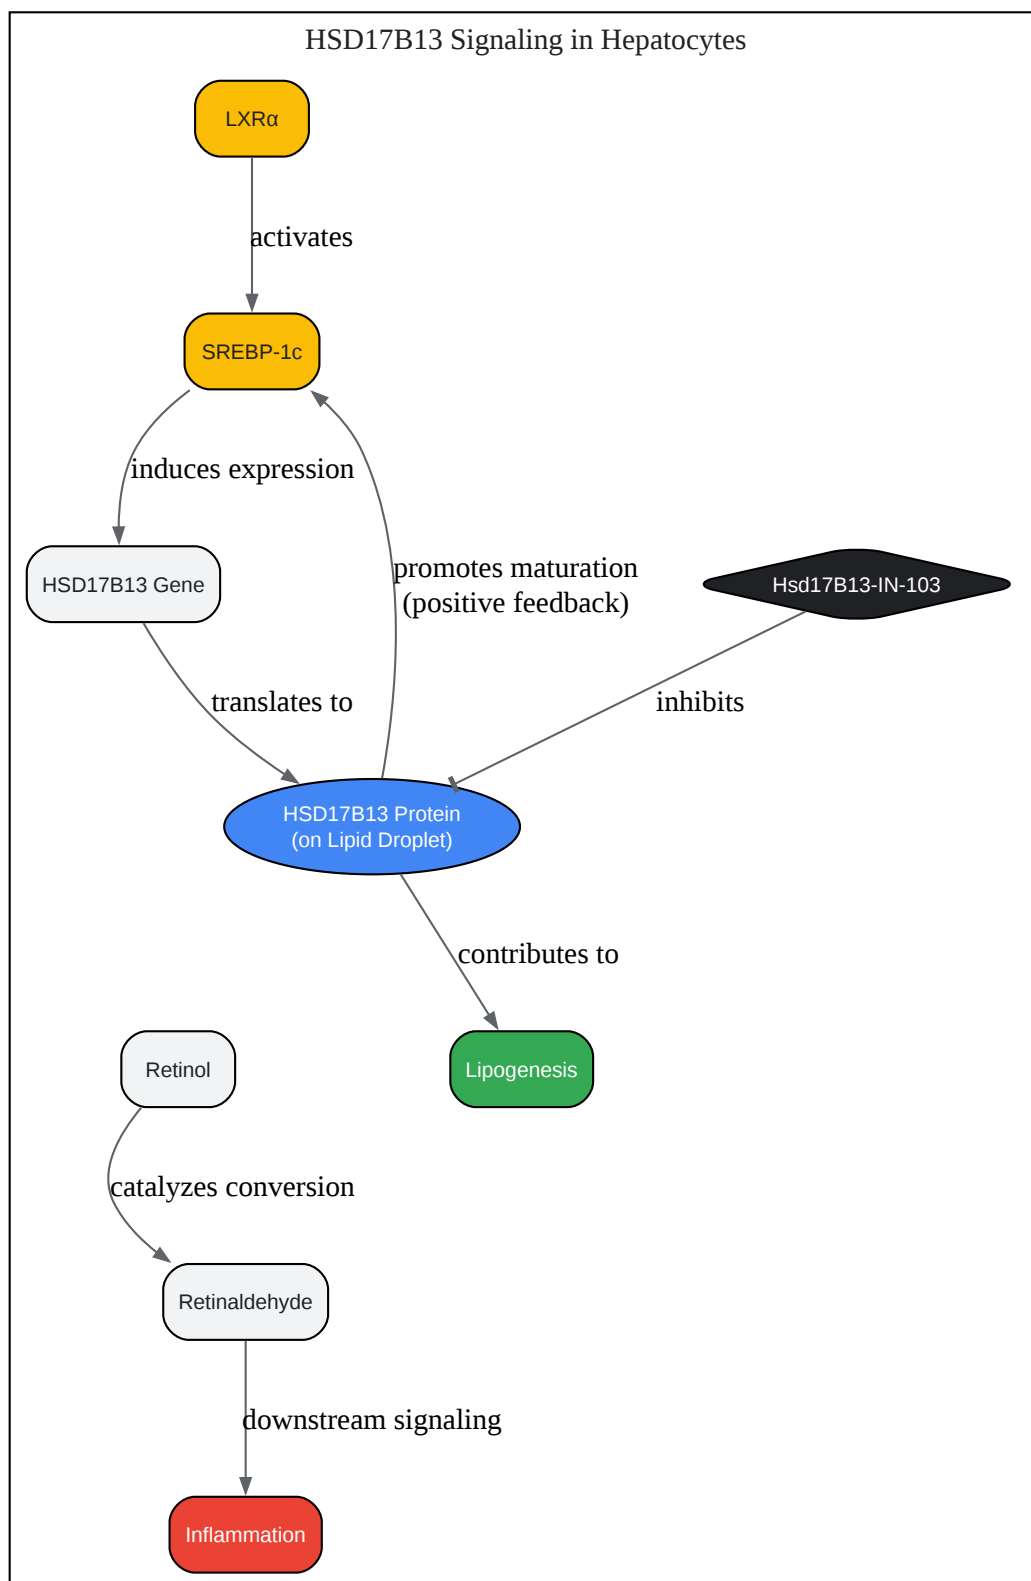 HSD17B13 Signaling in Hepatocytes
LXRα
activates
SREBP-1c
induces expression
promotes maturation
(positive feedback)
HSD17B13 Gene
Hsd17B13-IN-103
translates to
inhibits
HSD17B13 Protein
(on Lipid Droplet)
contributes to
Retinol
Lipogenesis
catalyzes conversion
Retinaldehyde
downstream signaling
Inflammation